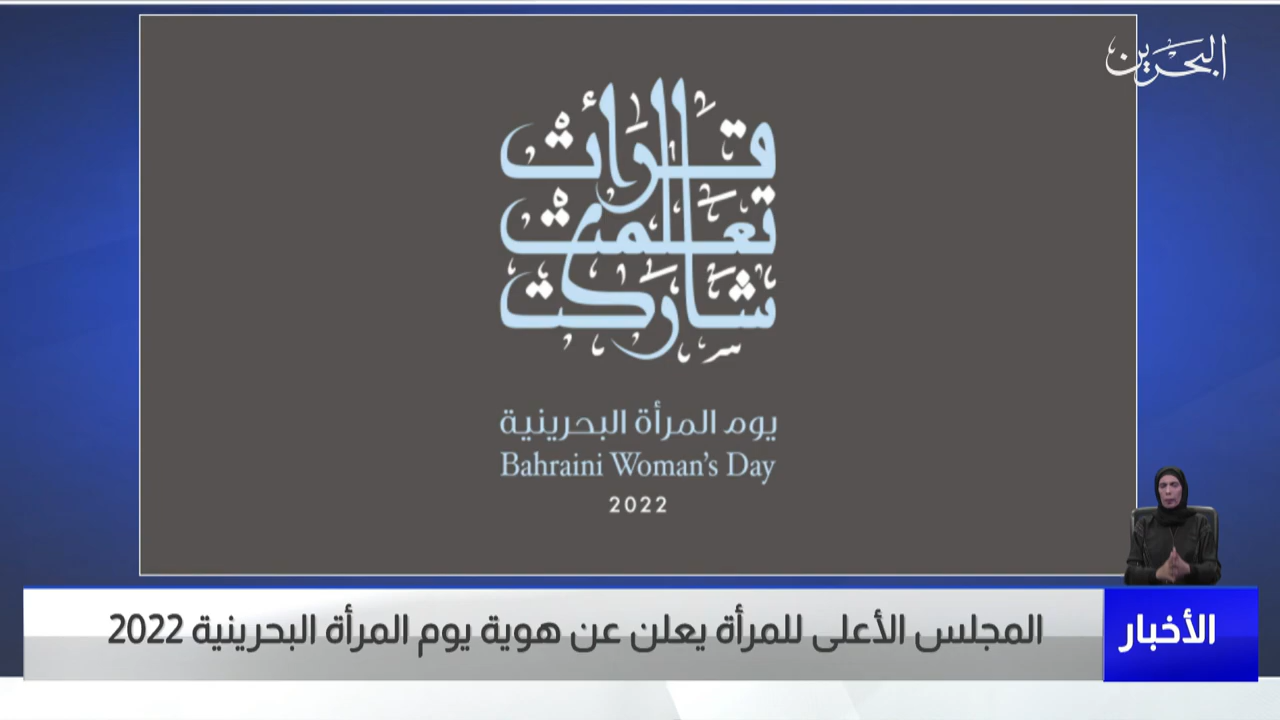 البحرين
قرأت
تعلمت
شاركت
يوم المرأة البحرينية
Bahraini Woman's Day
2022
الأخبار
المجلس الأعلى للمرأة يعلن عن هوية يوم المرأة البحرينية 2022